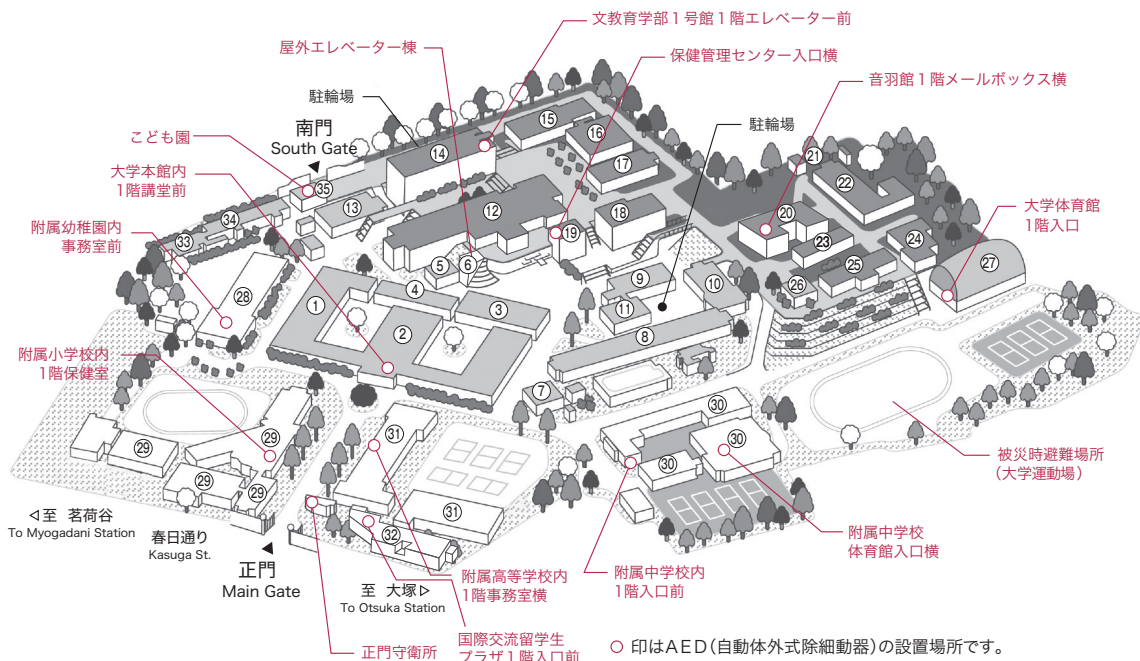 文教育学部1号館1階エレベーター前
屋外エレベーター棟
保健管理センター入口横
音羽館1階メールボックス横
駐輪場
駐輪場
こども園
南門
South Gate
大学本館内
1階講堂前
附属幼稚園内
事務室前
大学体育館
1階入口
附属小学校内
1階保健室
⑮
⑯
⑭
⑰
㉑
㉒
㉟
⑬
⑫
⑱
⑲
⑳
㉓
㉔
㉞
㉝
⑤
⑥
㉕
㉗
㉖
㉘
①
④
③
②
⑨
⑩
⑪
⑧
⑦
㉙
㉙
㉙
㉙
㉛
㉛
㉜
㉚
㉚
㉚
被災時避難場所
(大学運動場)
◁至 茗荷谷
To Myogadani Station
春日通り
Kasuga St.
正門
Main Gate
至 大塚▷
To Otsuka Station
附属高等学校内
1階事務室横
附属中学校内
1階入口前
附属中学校
体育館入口横
正門守衛所
国際交流留学生
プラザ1階入口前
○ 印はAED(自動体外式除細動器)の設置場所です。